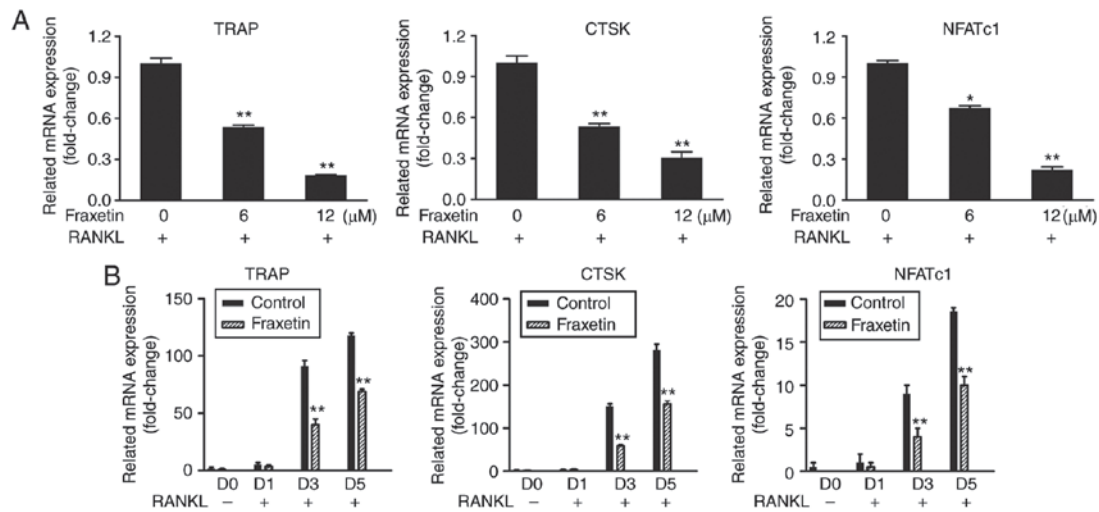 A
TRAP
Related mRNA expression
(fold-change)
1.2
0.9
0.6
0.3
0.0
**
**
Fraxetin 0 6 12 (μM)
RANKL + + +
CTSK
Related mRNA expression
(fold-change)
1.2
0.9
0.6
0.3
0.0
**
**
Fraxetin 0 6 12 (μM)
RANKL + + +
NFATc1
Related mRNA expression
(fold-change)
1.2
0.9
0.6
0.3
0.0
*
**
Fraxetin 0 6 12 (μM)
RANKL + + +
B
TRAP
Related mRNA expression
(fold-change)
150
100
50
0
Control
Fraxetin
**
**
D0 D1 D3 D5
RANKL – + + +
CTSK
Related mRNA expression
(fold-change)
400
300
200
100
0
Control
Fraxetin
**
**
D0 D1 D3 D5
RANKL – + + +
NFATc1
Related mRNA expression
(fold-change)
20
15
10
5
0
Control
Fraxetin
**
**
D0 D1 D3 D5
RANKL – + + +